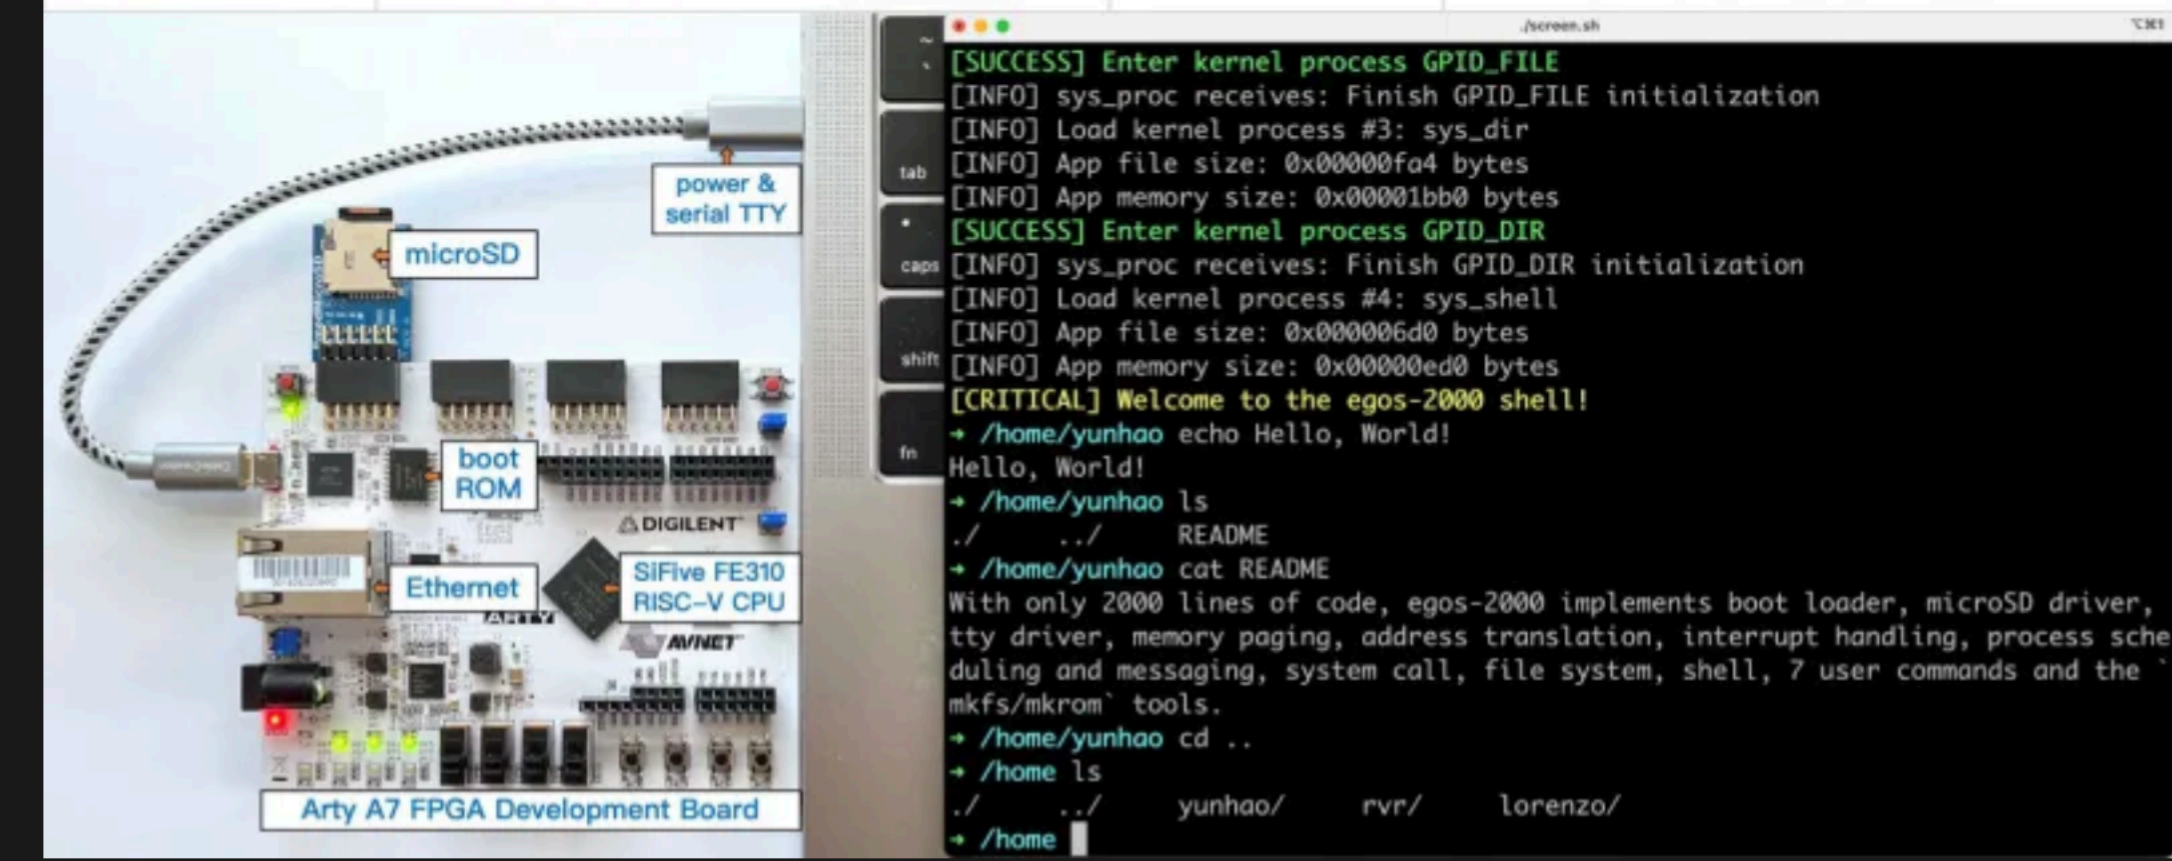 power &
serial TTY
microSD
boot
ROM
DIGILENT
Ethernet
SiFive FE310
RISC-V CPU
ARTY
AVNET
Arty A7 FPGA Development Board
~
`
tab
caps
shift
fn
./screen.sh
⌥⌘1
[SUCCESS] Enter kernel process GPID_FILE
[INFO] sys_proc receives: Finish GPID_FILE initialization
[INFO] Load kernel process #3: sys_dir
[INFO] App file size: 0x00000fa4 bytes
[INFO] App memory size: 0x00001bb0 bytes
[SUCCESS] Enter kernel process GPID_DIR
[INFO] sys_proc receives: Finish GPID_DIR initialization
[INFO] Load kernel process #4: sys_shell
[INFO] App file size: 0x000006d0 bytes
[INFO] App memory size: 0x00000ed0 bytes
[CRITICAL] Welcome to the egos-2000 shell!
→ /home/yunhao echo Hello, World!
Hello, World!
→ /home/yunhao ls
./ ../ README
→ /home/yunhao cat README
With only 2000 lines of code, egos-2000 implements boot loader, microSD driver,
tty driver, memory paging, address translation, interrupt handling, process sche
duling and messaging, system call, file system, shell, 7 user commands and the `
mkfs/mkrom` tools.
→ /home/yunhao cd ..
→ /home ls
./ ../ yunhao/ rvr/ lorenzo/
→ /home